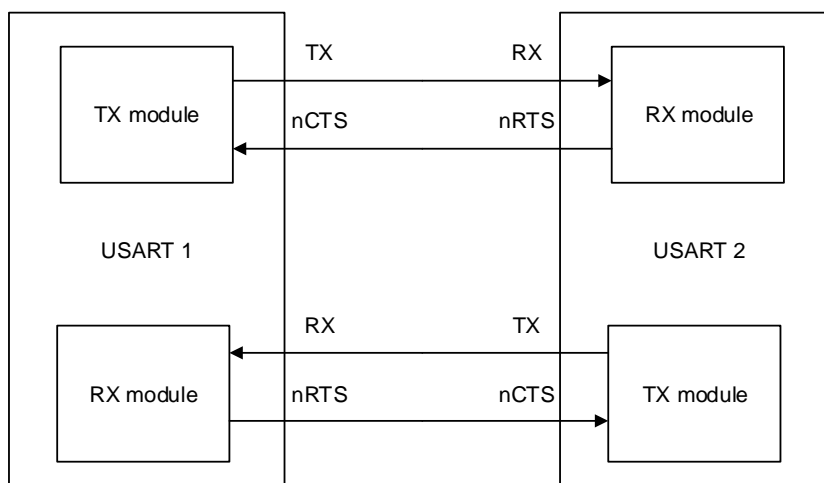 TX RX
TX module
nCTS nRTS
RX module
USART 1 USART 2
RX TX
RX module
nRTS nCTS
TX module